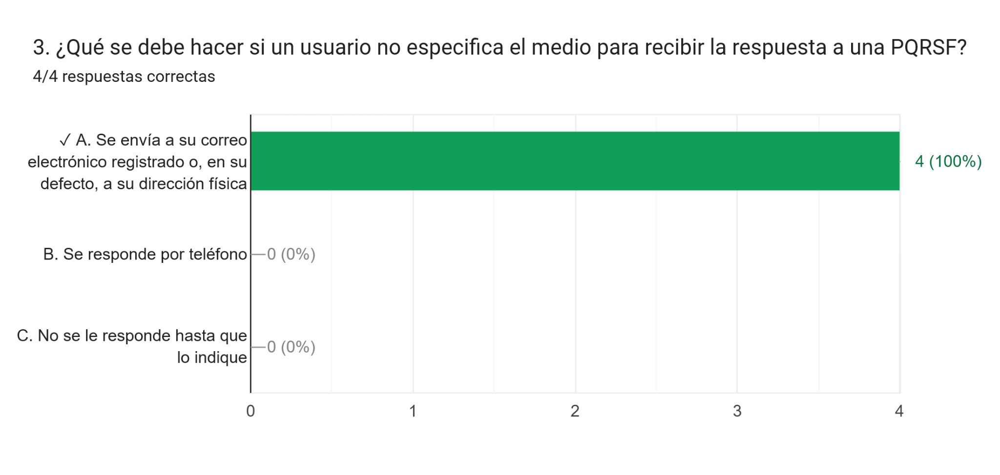 3. ¿Qué se debe hacer si un usuario no especifica el medio para recibir la respuesta a una PQRSF?
4/4 respuestas correctas
✓ A. Se envía a su correo
electrónico registrado o, en su
defecto, a su dirección física
4 (100%)
B. Se responde por teléfono
0 (0%)
C. No se le responde hasta que
lo indique
0 (0%)
0 1 2 3 4